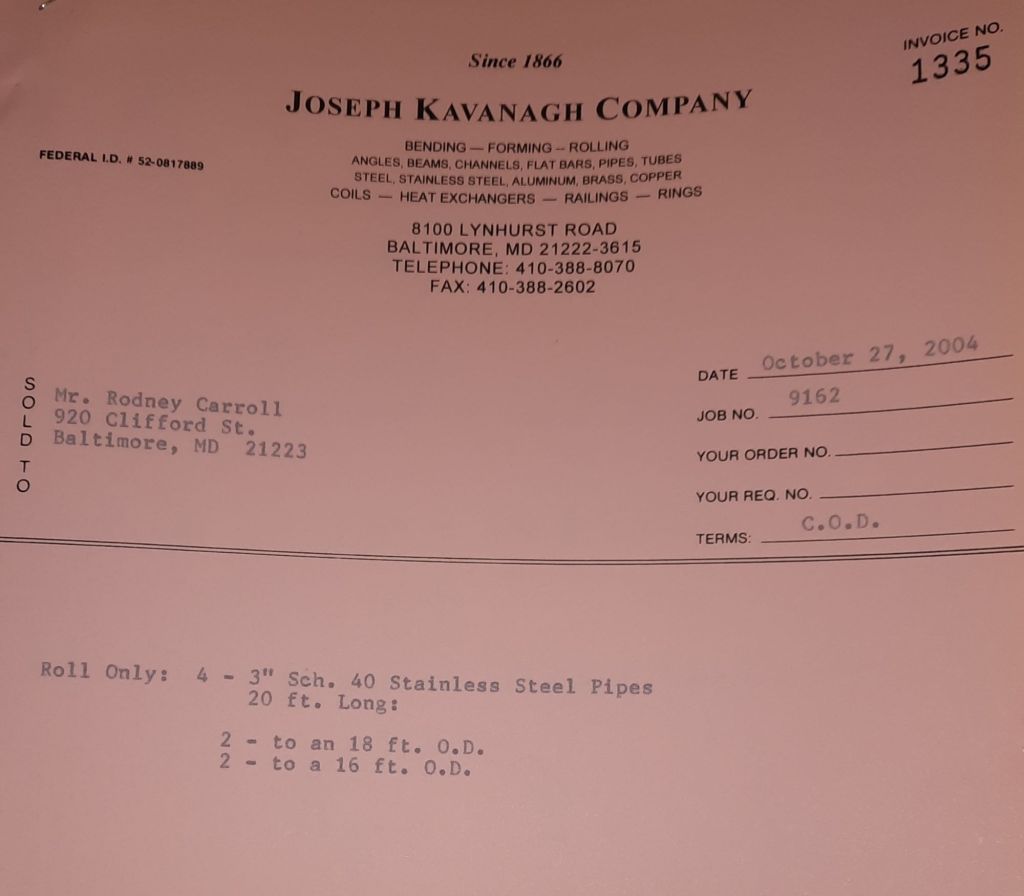 INVOICE NO.
1335
Since 1866
JOSEPH KAVANAGH COMPANY
FEDERAL I.D. # 52-0817889
BENDING — FORMING — ROLLING
ANGLES, BEAMS, CHANNELS, FLAT BARS, PIPES, TUBES
STEEL, STAINLESS STEEL, ALUMINUM, BRASS, COPPER
COILS — HEAT EXCHANGERS — RAILINGS — RINGS
8100 LYNHURST ROAD
BALTIMORE, MD 21222-3615
TELEPHONE: 410-388-8070
FAX: 410-388-2602
SOLD TO
Mr. Rodney Carroll
920 Clifford St.
Baltimore, MD 21223
DATE October 27, 2004
JOB NO. 9162
YOUR ORDER NO.
YOUR REQ. NO.
TERMS: C.O.D.
Roll Only: 4 - 3" Sch. 40 Stainless Steel Pipes
20 ft. Long:
2 - to an 18 ft. O.D.
2 - to a 16 ft. O.D.